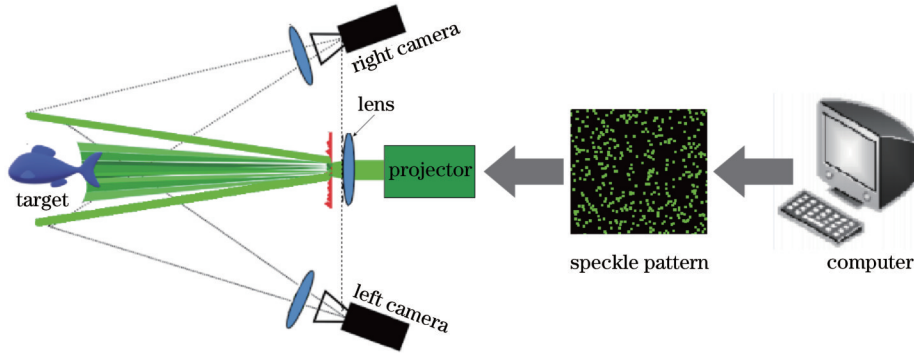 right camera
lens
projector
target
left camera
speckle pattern
computer